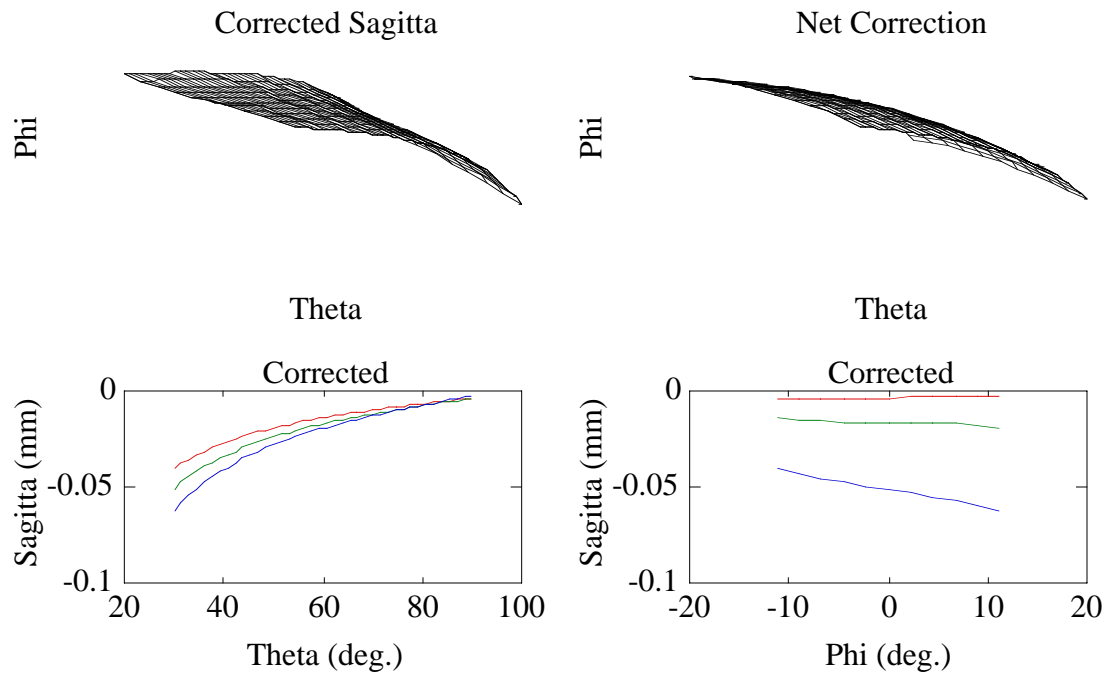 Corrected Sagitta
Net Correction
Phi
Phi
Theta
Theta
Corrected
Corrected
0
-0.05
-0.1
Sagitta (mm)
20 40 60 80 100
Theta (deg.)
0
-0.05
-0.1
Sagitta (mm)
-20 -10 0 10 20
Phi (deg.)